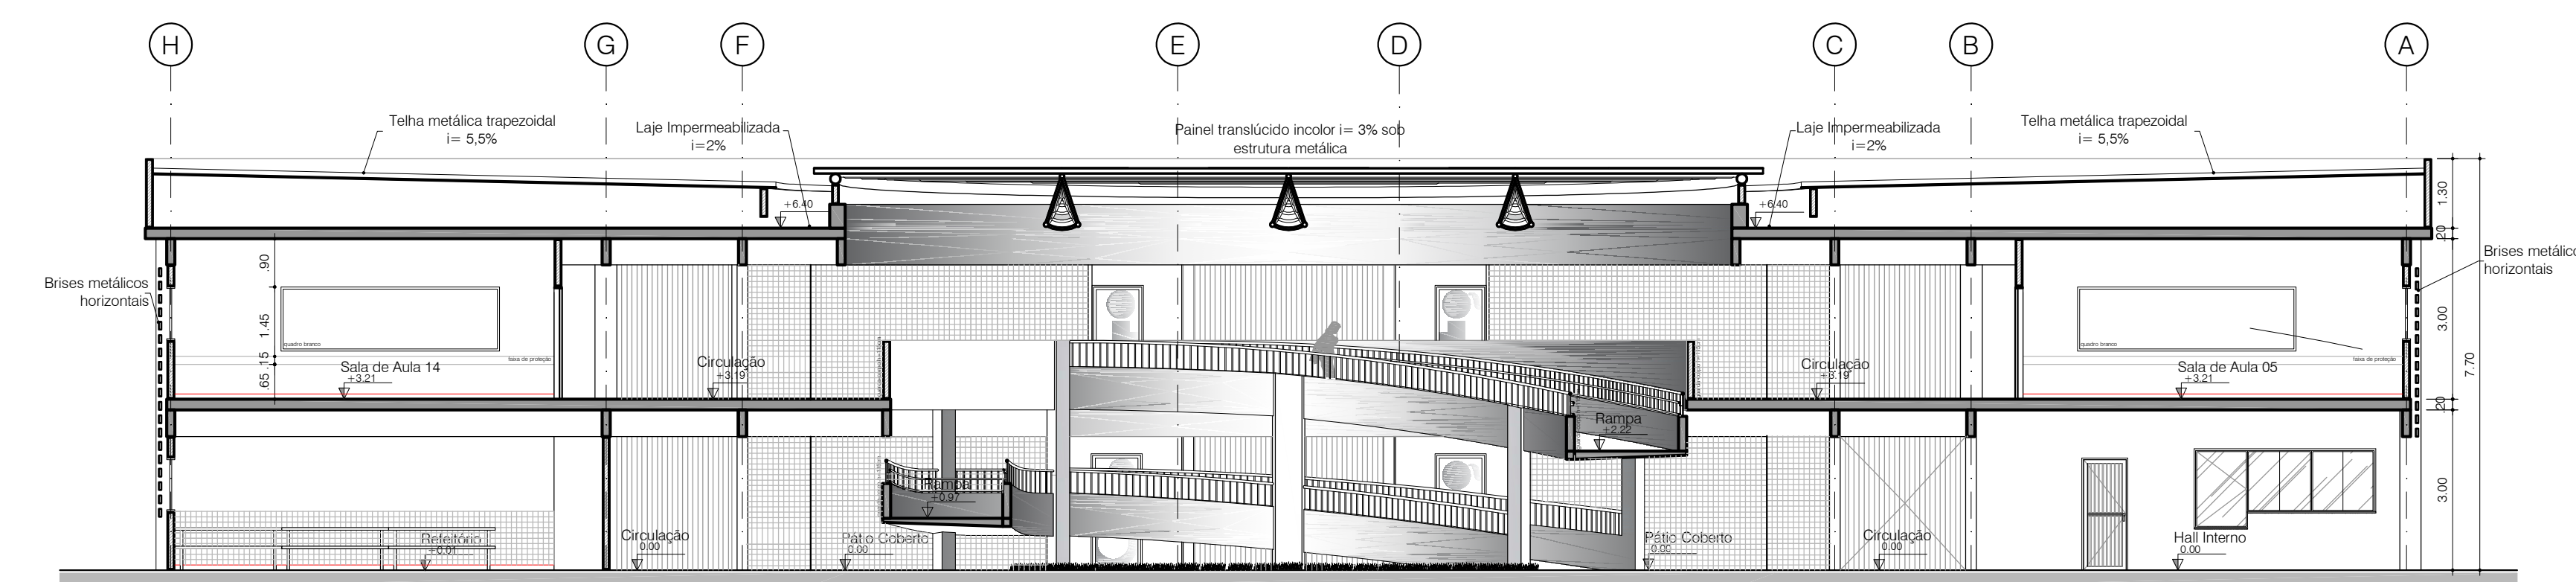 H
G
F
E
D
C
B
A
Telha metálica trapezoidal
i= 5,5%
Laje Impermeabilizada
i=2%
Painel translúcido incolor i= 3% sob
estrutura metálica
Laje Impermeabilizada
i=2%
Telha metálica trapezoidal
i= 5,5%
+6.40
+6.40
1.30
.20
3.00
.20
3.00
7.70
Brises metálicos
horizontais
Brises metálico
horizontais
.90
1.45
.15
.65
quadro branco
faixa de proteção
Sala de Aula 14
+3.21
Circulação
+3.19
Circulação
+3.19
quadro branco
faixa de proteção
Sala de Aula 05
+3.21
Rampa
+2.22
Rampa
+0.97
Refeitório
+0.01
Circulação
0.00
Pátio Coberto
0.00
Pátio Coberto
0.00
Circulação
0.00
Hall Interno
0.00